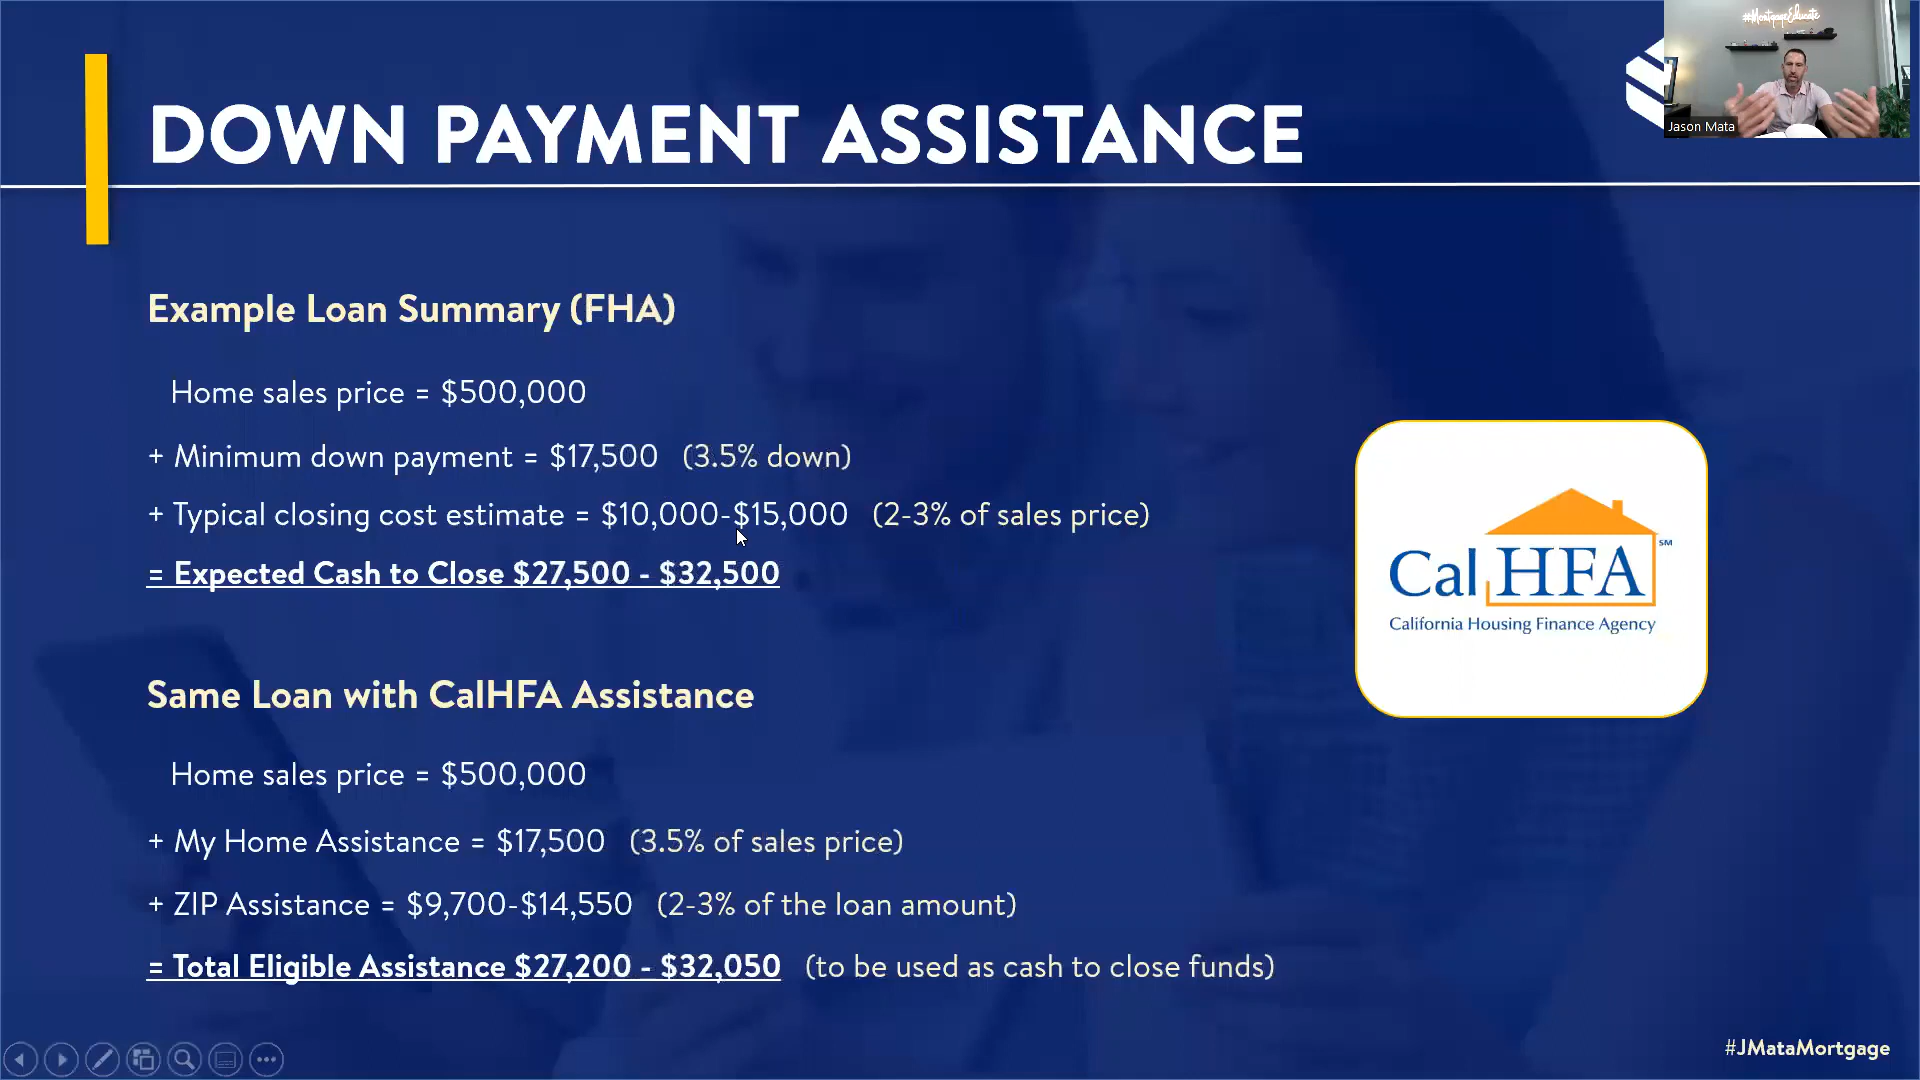 #MortgageEducate
Jason Mata
DOWN PAYMENT ASSISTANCE
Example Loan Summary (FHA)
Home sales price = $500,000
+ Minimum down payment = $17,500 (3.5% down)
+ Typical closing cost estimate = $10,000-$15,000 (2-3% of sales price)
= Expected Cash to Close $27,500 - $32,500
CalHFA SM
California Housing Finance Agency
Same Loan with CalHFA Assistance
Home sales price = $500,000
+ My Home Assistance = $17,500 (3.5% of sales price)
+ ZIP Assistance = $9,700-$14,550 (2-3% of the loan amount)
= Total Eligible Assistance $27,200 - $32,050 (to be used as cash to close funds)
#JMataMortgage